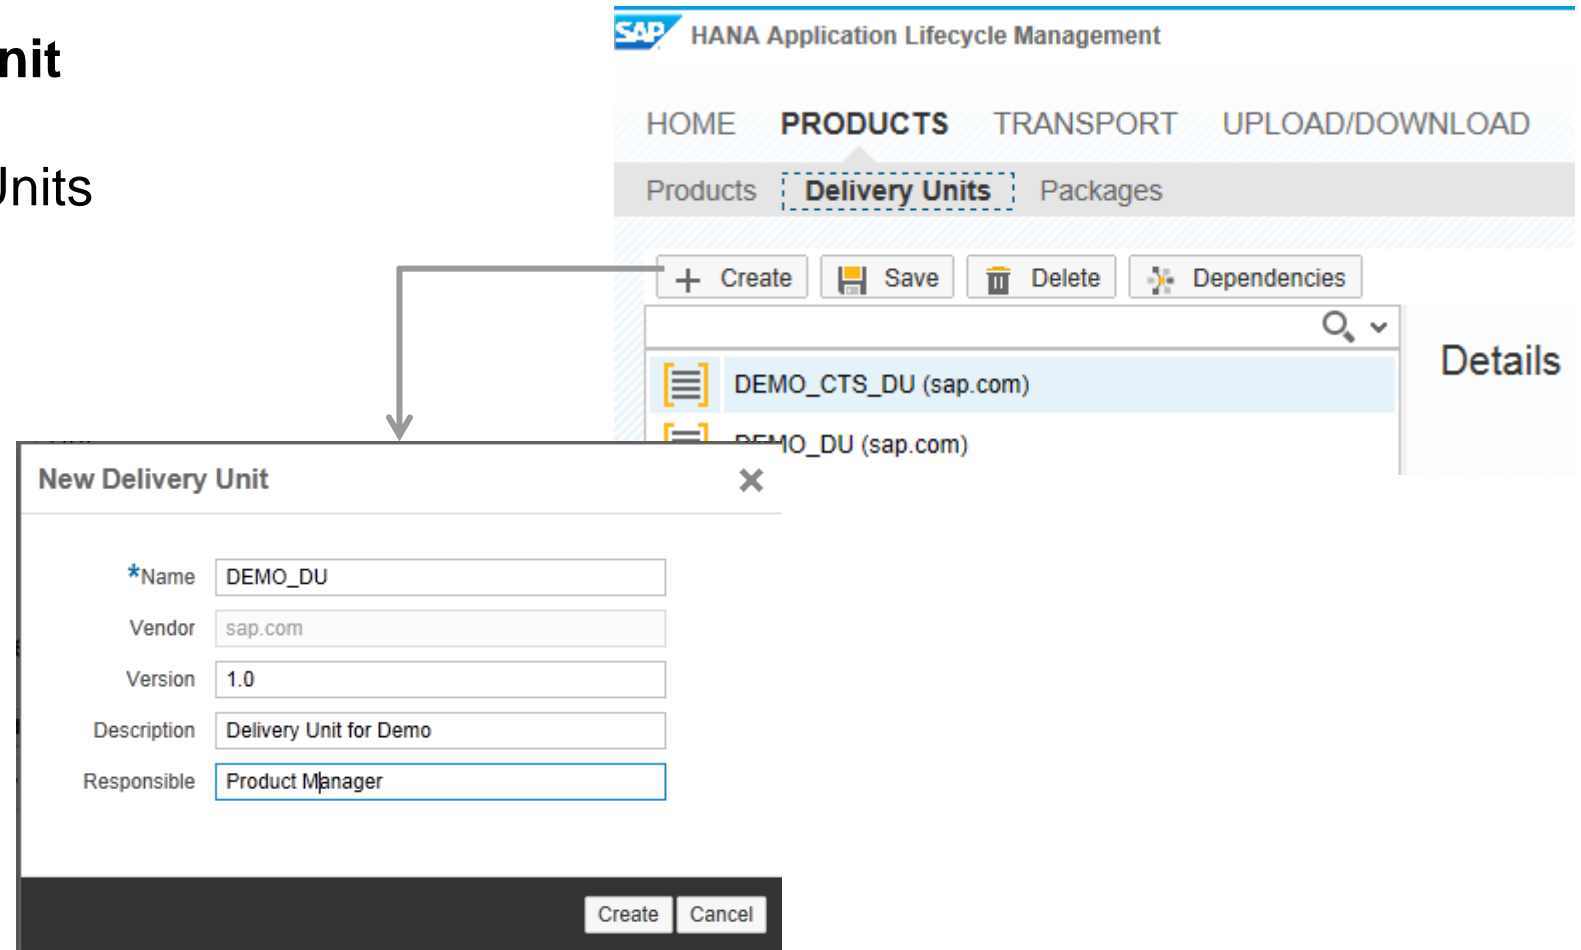 nit
Units
SAP HANA Application Lifecycle Management
HOME PRODUCTS TRANSPORT UPLOAD/DOWNLOAD
Products Delivery Units Packages
Create Save Delete Dependencies
Details
DEMO_CTS_DU (sap.com)
DEMO_DU (sap.com)
New Delivery Unit
*Name DEMO_DU
Vendor sap.com
Version 1.0
Description Delivery Unit for Demo
Responsible Product Manager
Create Cancel